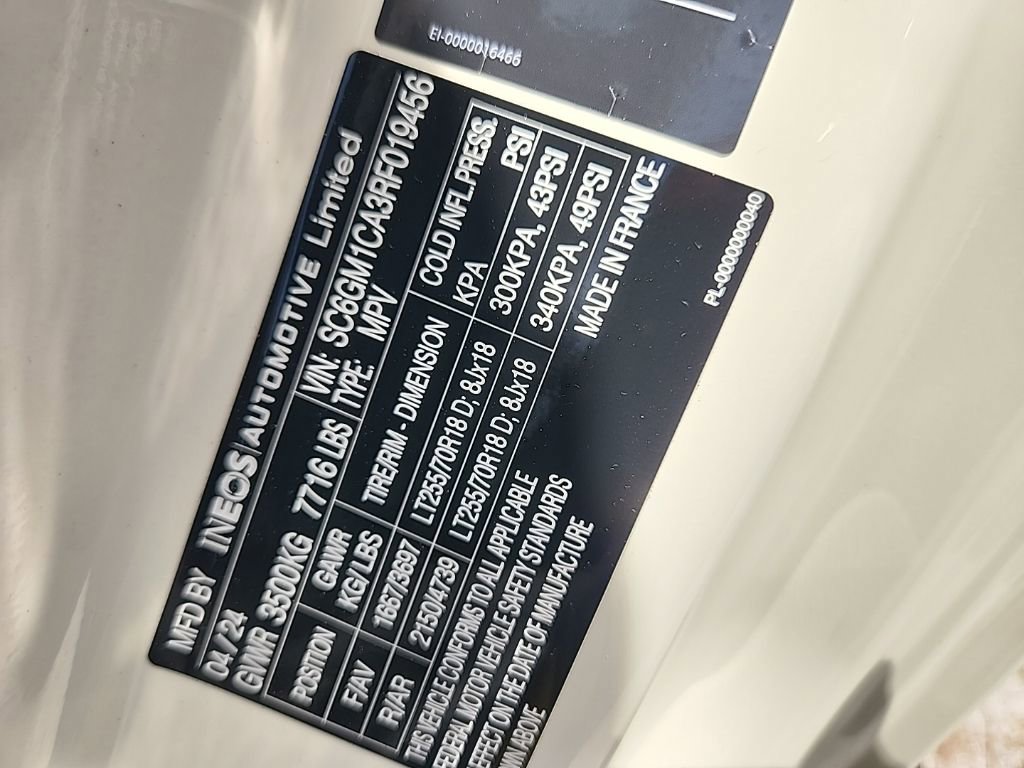 EI-0000016466
MFD BY INEOS AUTOMOTIVE Limited
04/24 VIN: SC6GM1CA3RF019456
GVWR 3500KG 7716 LBS TYPE: MPV
POSITION GAWR KG/LBS TIRE/RIM - DIMENSION COLD INFL.PRESS. KPA PSI
F/AV 1667/3697 LT255/70R18 D; 8Jx18 300KPA, 43PSI
R/AR 2150/4739 LT255/70R18 D; 8Jx18 340KPA, 49PSI
THIS VEHICLE CONFORMS TO ALL APPLICABLE
FEDERAL MOTOR VEHICLE SAFETY STANDARDS
EFFECT ON THE DATE OF MANUFACTURE
WN ABOVE
MADE IN FRANCE
PL-0000000040